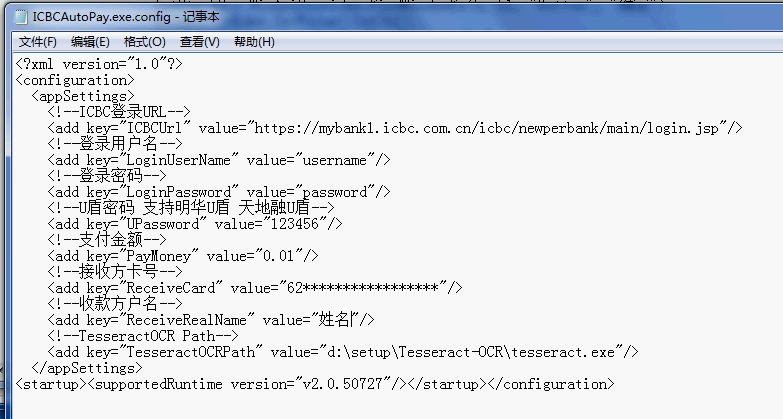 ICBCAutoPay.exe.config - 记事本
文件(F) 编辑(E) 格式(O) 查看(V) 帮助(H)
<?xml version="1.0"?>
<configuration>
  <appSettings>
    <!--ICBC登录URL-->
    <add key="ICBCUrl" value="https://mybank1.icbc.com.cn/icbc/newperbank/main/login.jsp"/>
    <!--登录用户名-->
    <add key="LoginUserName" value="username"/>
    <!--登录密码-->
    <add key="LoginPassword" value="password"/>
    <!--U盾密码 支持明华U盾 天地融U盾-->
    <add key="UPassword" value="123456"/>
    <!--支付金额-->
    <add key="PayMoney" value="0.01"/>
    <!--接收方卡号-->
    <add key="ReceiveCard" value="62*****************"/>
    <!--收款方户名-->
    <add key="ReceiveRealName" value="姓名"/>
    <!--TesseractOCR Path-->
    <add key="TesseractOCRPath" value="d:\setup\Tesseract-OCR\tesseract.exe"/>
  </appSettings>
<startup><supportedRuntime version="v2.0.50727"/></startup></configuration>